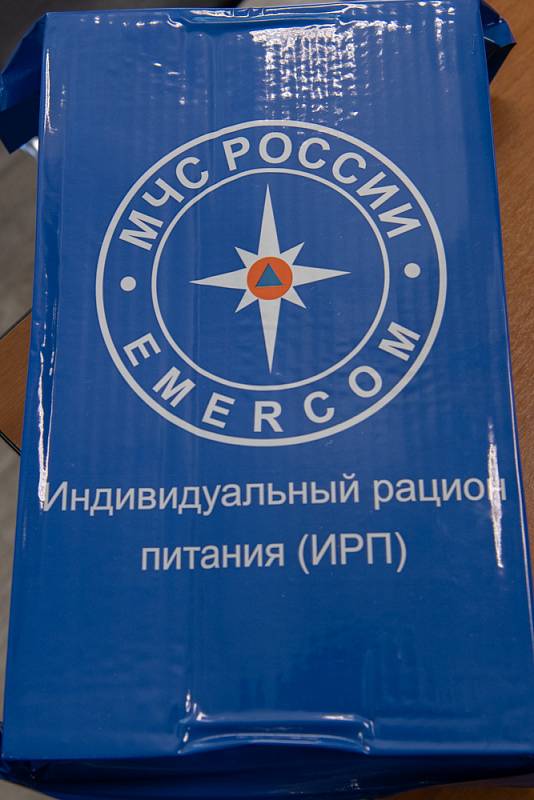 МЧС РОССИИ
EMERCOM
Индивидуальный рацион
питания (ИРП)